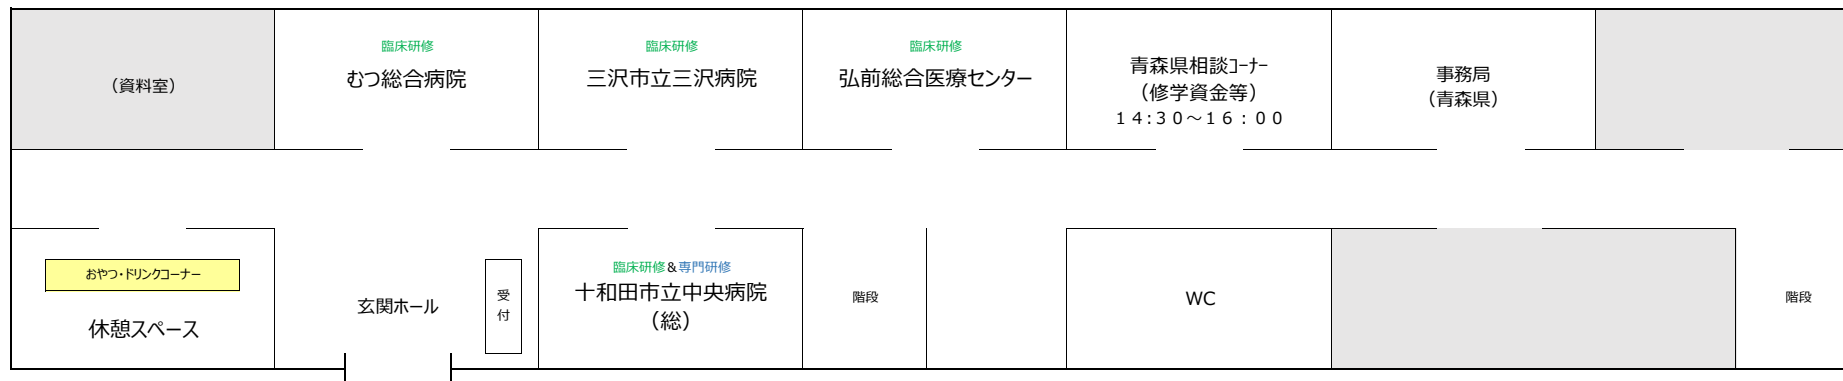 （資料室）
臨床研修
むつ総合病院
臨床研修
三沢市立三沢病院
臨床研修
弘前総合医療センター
青森県相談ｺｰﾅｰ
（修学資金等）
１４:３０～１６：００
事務局
（青森県）
おやつ・ドリンクコーナー
休憩スペース
玄関ホール
受
付
臨床研修&専門研修
十和田市立中央病院
（総）
階段
WC
階段